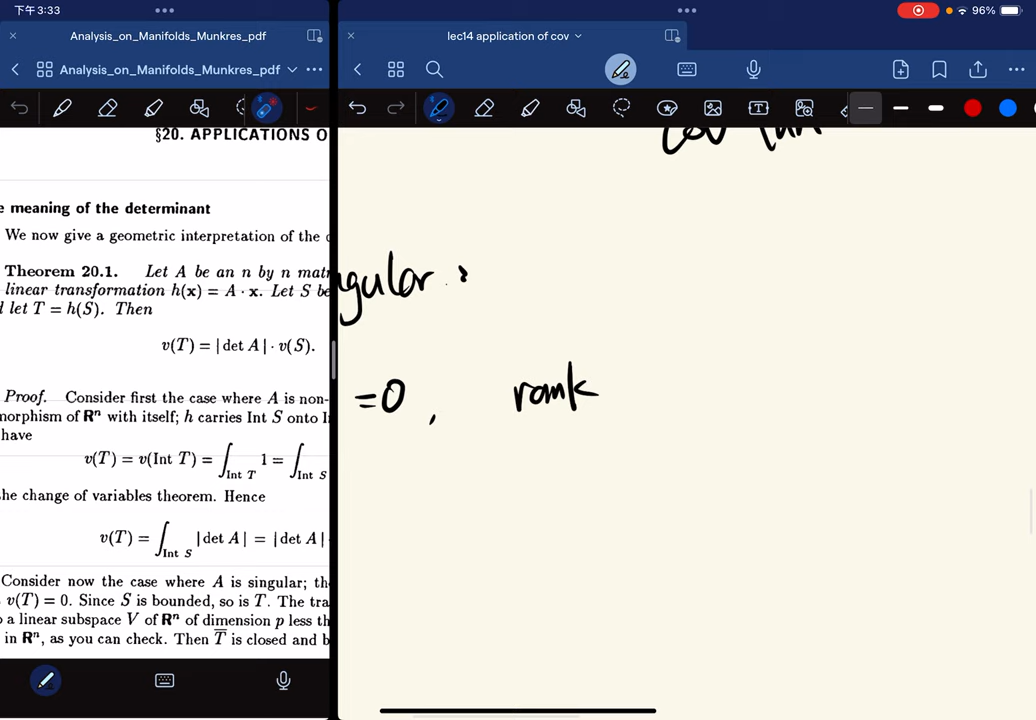 下午3:33
96%
Analysis_on_Manifolds_Munkres_pdf
lec14 application of cov
Analysis_on_Manifolds_Munkres_pdf
§20. APPLICATIONS O
e meaning of the determinant
We now give a geometric interpretation of the
Theorem 20.1. Let A be an n by n mat
linear transformation h(x) = A · x. Let S be
d let T = h(S). Then
v(T) = | det A| · v(S).
Proof. Consider first the case where A is non-
morphism of Rⁿ with itself; h carries Int S onto I
have
v(T) = v(Int T) = ∫_{Int T} 1 = ∫_{Int S}
he change of variables theorem. Hence
v(T) = ∫_{Int S} | det A| = | det A|
Consider now the case where A is singular; th
v(T) = 0. Since S is bounded, so is T. The tra
o a linear subspace V of Rⁿ of dimension p less th
in Rⁿ, as you can check. Then T̅ is closed and b
cov
gular :
=0 , rank